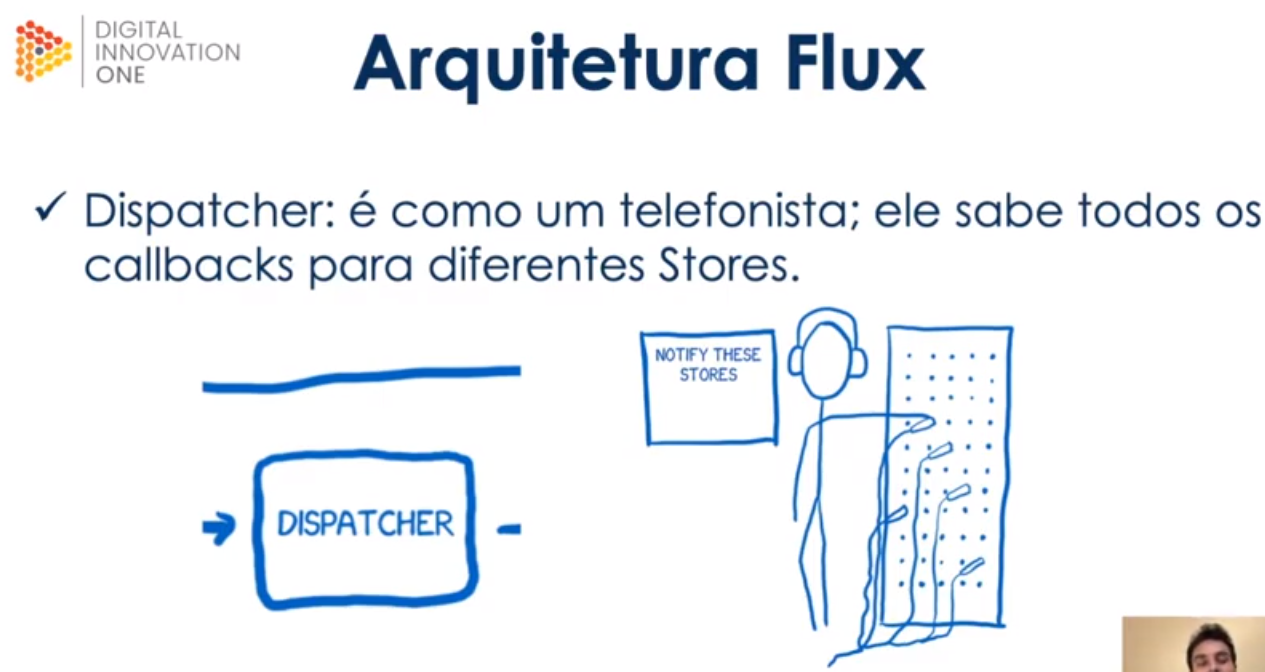 DIGITAL
INNOVATION
ONE
Arquitetura Flux
✓ Dispatcher: é como um telefonista; ele sabe todos os
callbacks para diferentes Stores.
NOTIFY THESE
STORES
DISPATCHER